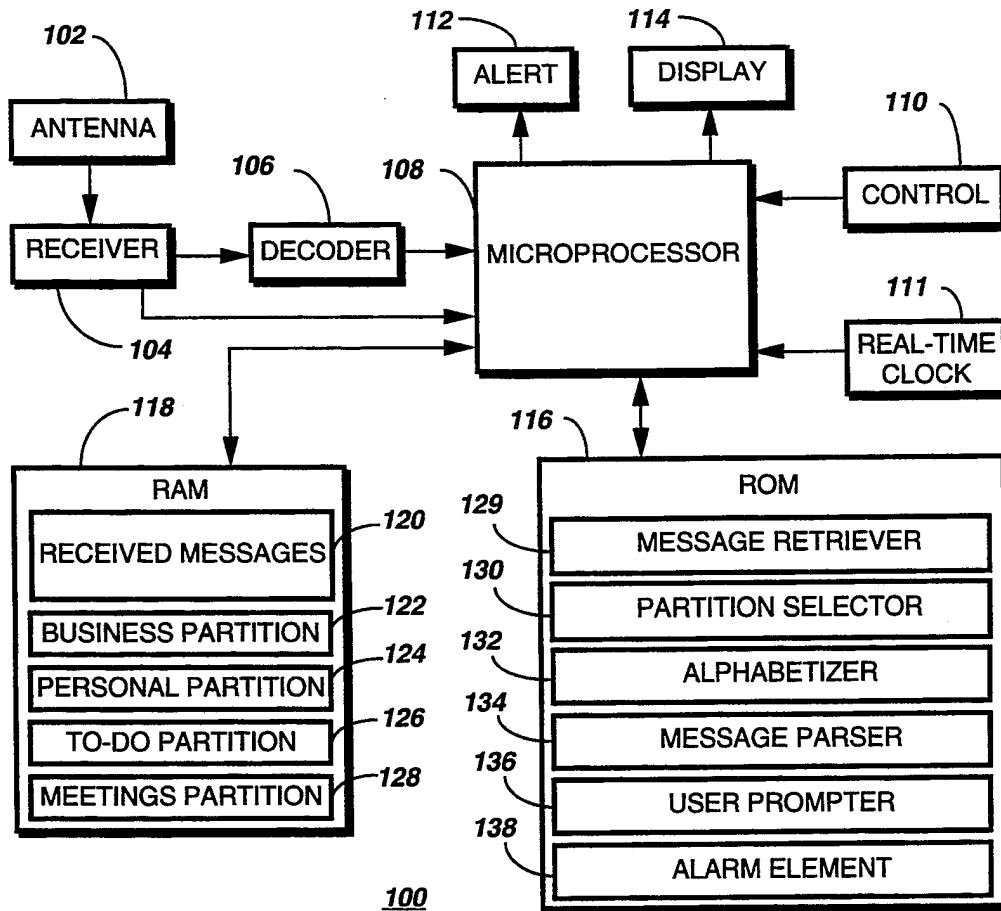 102
112
114
ALERT
DISPLAY
110
ANTENNA
106
108
CONTROL
RECEIVER
DECODER
MICROPROCESSOR
111
104
REAL-TIME
CLOCK
118
116
RAM
ROM
RECEIVED MESSAGES
120
129
MESSAGE RETRIEVER
130
PARTITION SELECTOR
BUSINESS PARTITION
122
132
ALPHABETIZER
PERSONAL PARTITION
124
134
MESSAGE PARSER
TO-DO PARTITION
126
136
USER PROMPTER
MEETINGS PARTITION
128
138
ALARM ELEMENT
100